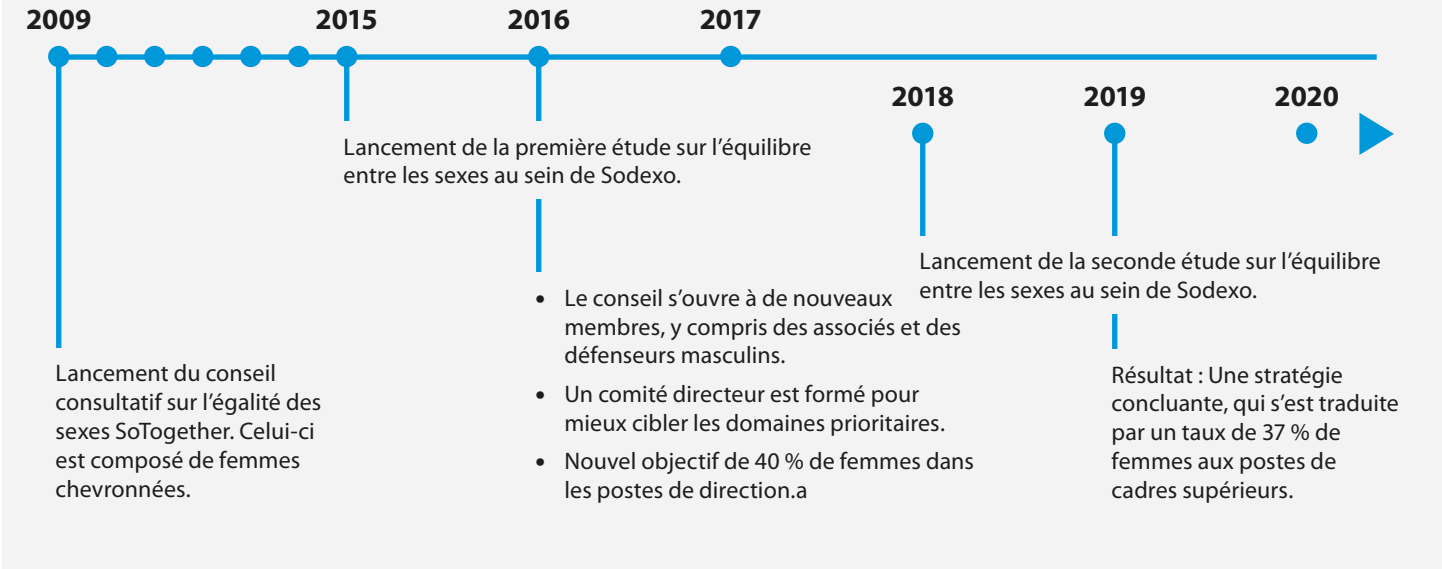 2009
2015
2016
2017
2018
2019
2020
Lancement de la première étude sur l’équilibre
entre les sexes au sein de Sodexo.
Lancement de la seconde étude sur l’équilibre
entre les sexes au sein de Sodexo.
Lancement du conseil
consultatif sur l’égalité des
sexes SoTogether. Celui-ci
est composé de femmes
chevronnées.
• Le conseil s’ouvre à de nouveaux
membres, y compris des associés et des
défenseurs masculins.
• Un comité directeur est formé pour
mieux cibler les domaines prioritaires.
• Nouvel objectif de 40 % de femmes dans
les postes de direction.a
Résultat : Une stratégie
concluante, qui s’est traduite
par un taux de 37 % de
femmes aux postes de
cadres supérieurs.